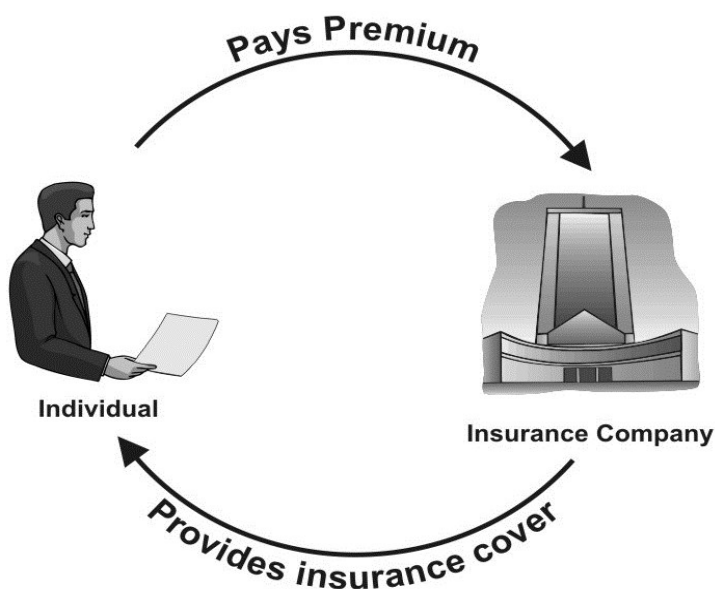 Pays Premium
Individual
Insurance Company
Provides insurance cover